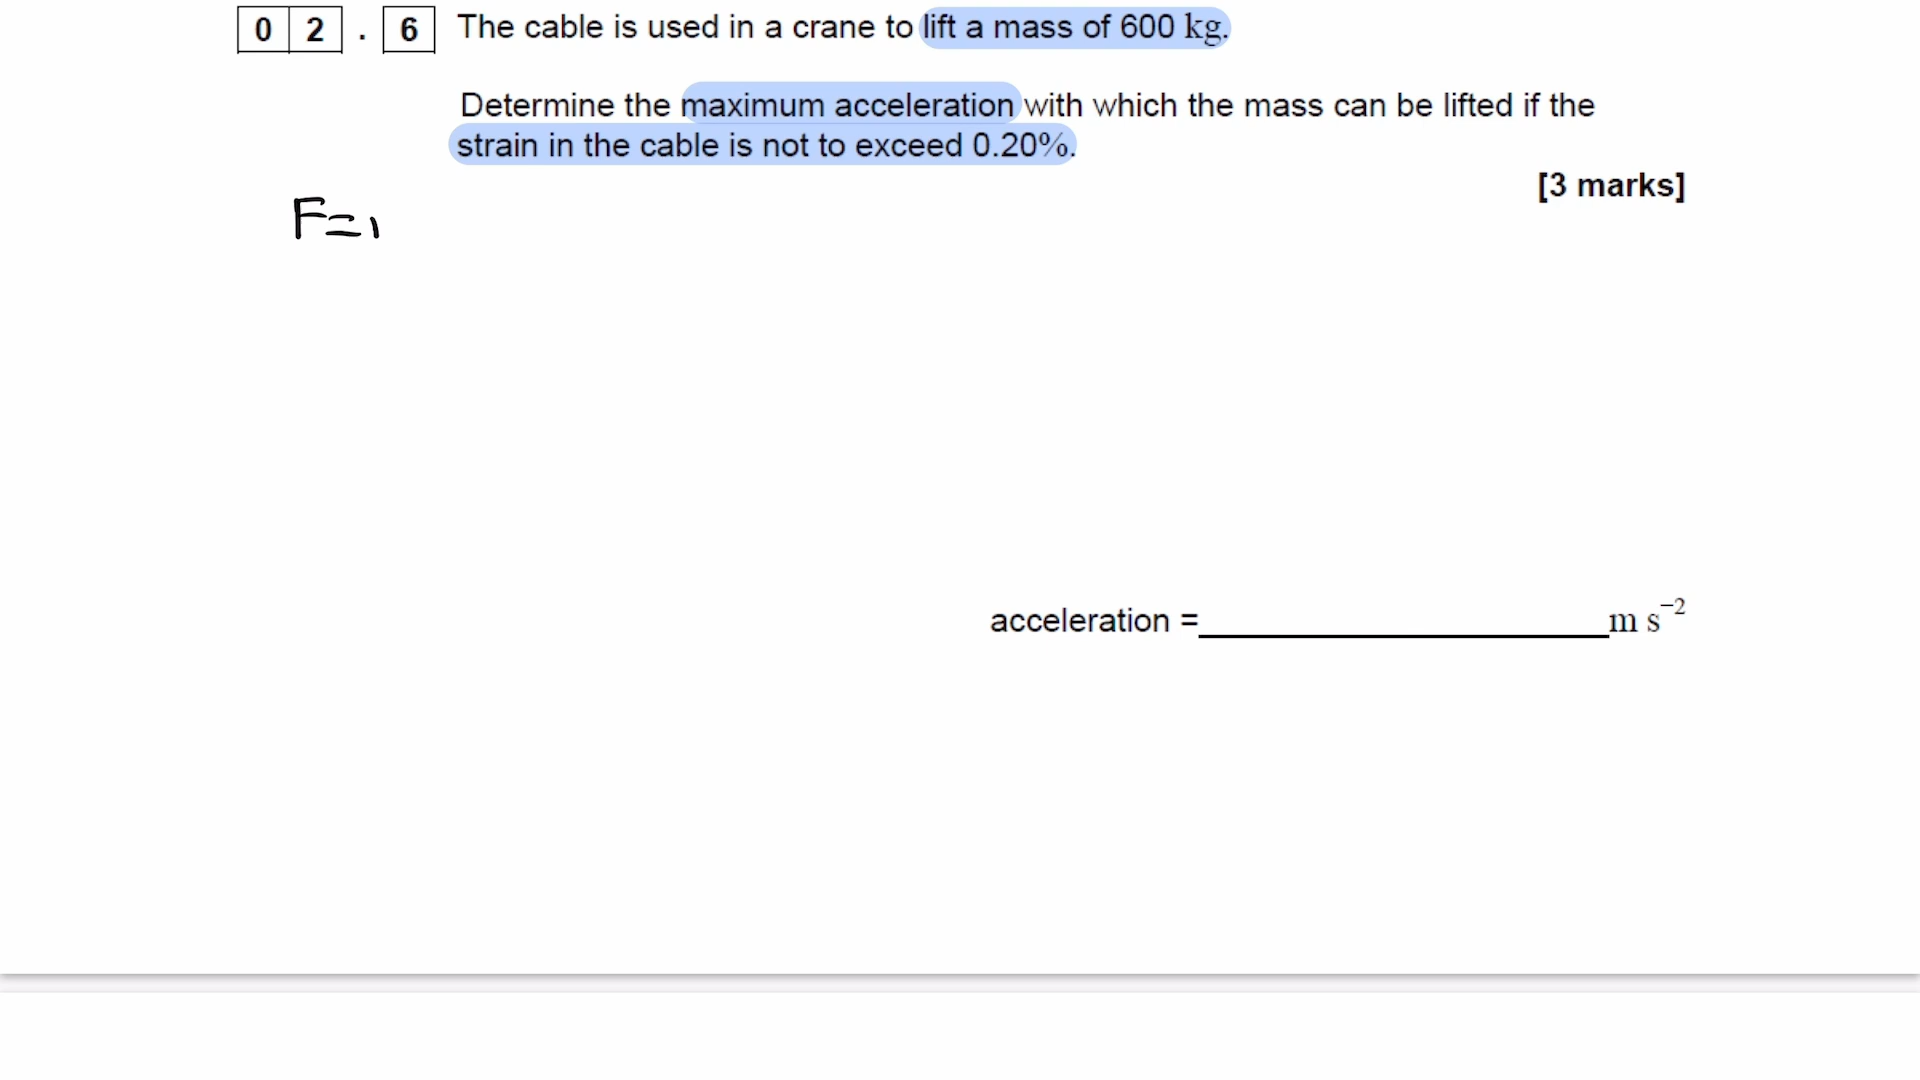 02.6 The cable is used in a crane to lift a mass of 600 kg.
Determine the maximum acceleration with which the mass can be lifted if the
strain in the cable is not to exceed 0.20%.
[3 marks]
F=
acceleration = m s⁻²